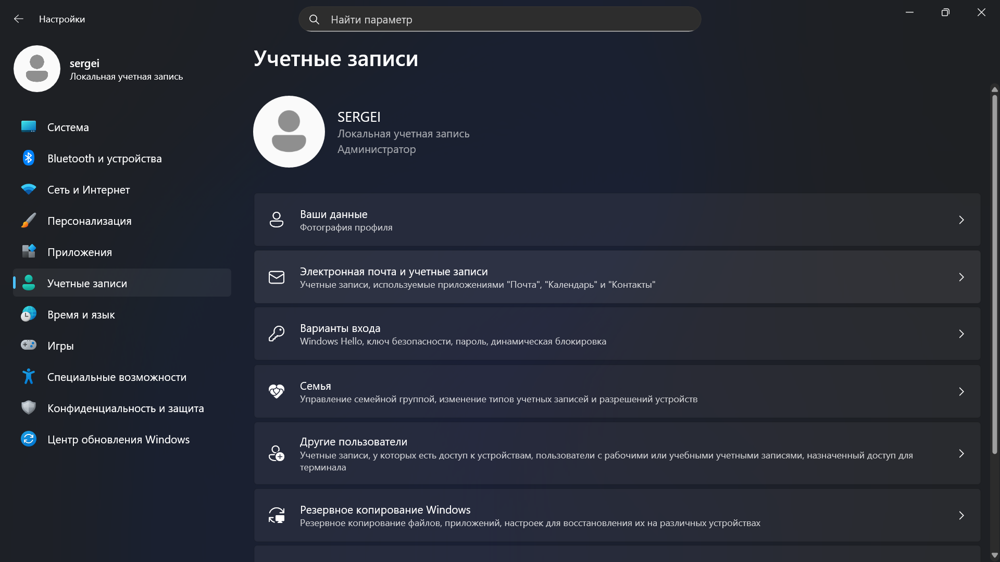 Настройки
Найти параметр
sergei
Локальная учетная запись
Система
Bluetooth и устройства
Сеть и Интернет
Персонализация
Приложения
Учетные записи
Время и язык
Игры
Специальные возможности
Конфиденциальность и защита
Центр обновления Windows
Учетные записи
SERGEI
Локальная учетная запись
Администратор
Ваши данные
Фотография профиля
Электронная почта и учетные записи
Учетные записи, используемые приложениями "Почта", "Календарь" и "Контакты"
Варианты входа
Windows Hello, ключ безопасности, пароль, динамическая блокировка
Семья
Управление семейной группой, изменение типов учетных записей и разрешений устройств
Другие пользователи
Учетные записи, у которых есть доступ к устройствам, пользователи с рабочими или учебными учетными записями, назначенный доступ для
терминала
Резервное копирование Windows
Резервное копирование файлов, приложений, настроек для восстановления их на различных устройствах